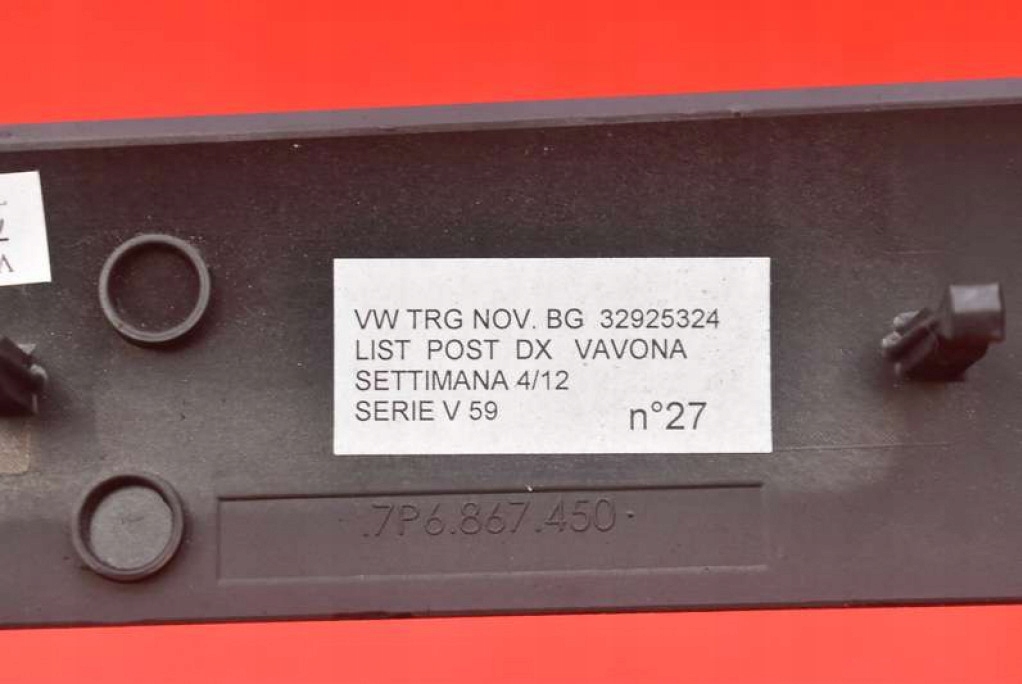 VW TRG NOV. BG 32925324
LIST POST DX VAVONA
SETTIMANA 4/12
SERIE V 59 n°27
.7P6.867.450.